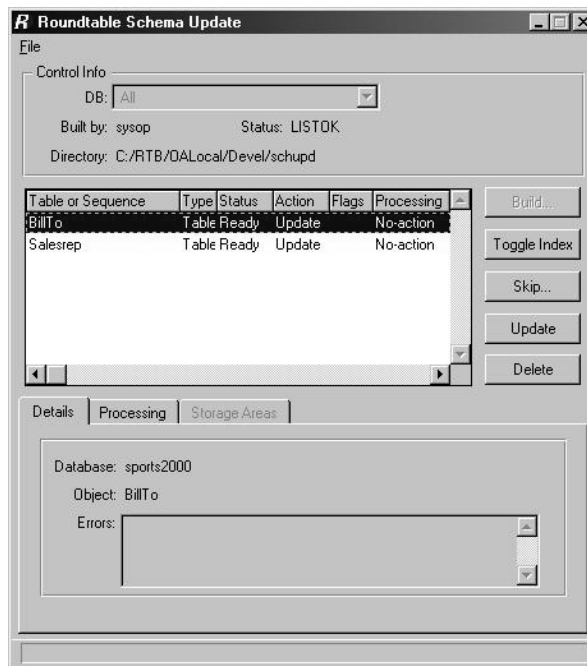 R Roundtable Schema Update
File
Control Info
DB: All
Built by: sysop Status: LISTOK
Directory: C:/RTB/OALocal/Devel/schupd
Table or Sequence Type Status Action Flags Processing
BillTo Table Ready Update No-action
Salesrep Table Ready Update No-action
Build...
Toggle Index
Skip...
Update
Delete
Details Processing Storage Areas
Database: sports2000
Object: BillTo
Errors: